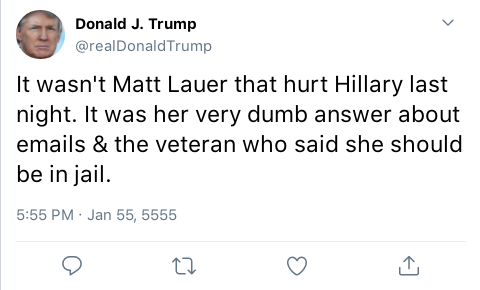 Donald J. Trump
@realDonaldTrump
It wasn't Matt Lauer that hurt Hillary last
night. It was her very dumb answer about
emails & the veteran who said she should
be in jail.
5:55 PM · Jan 55, 5555